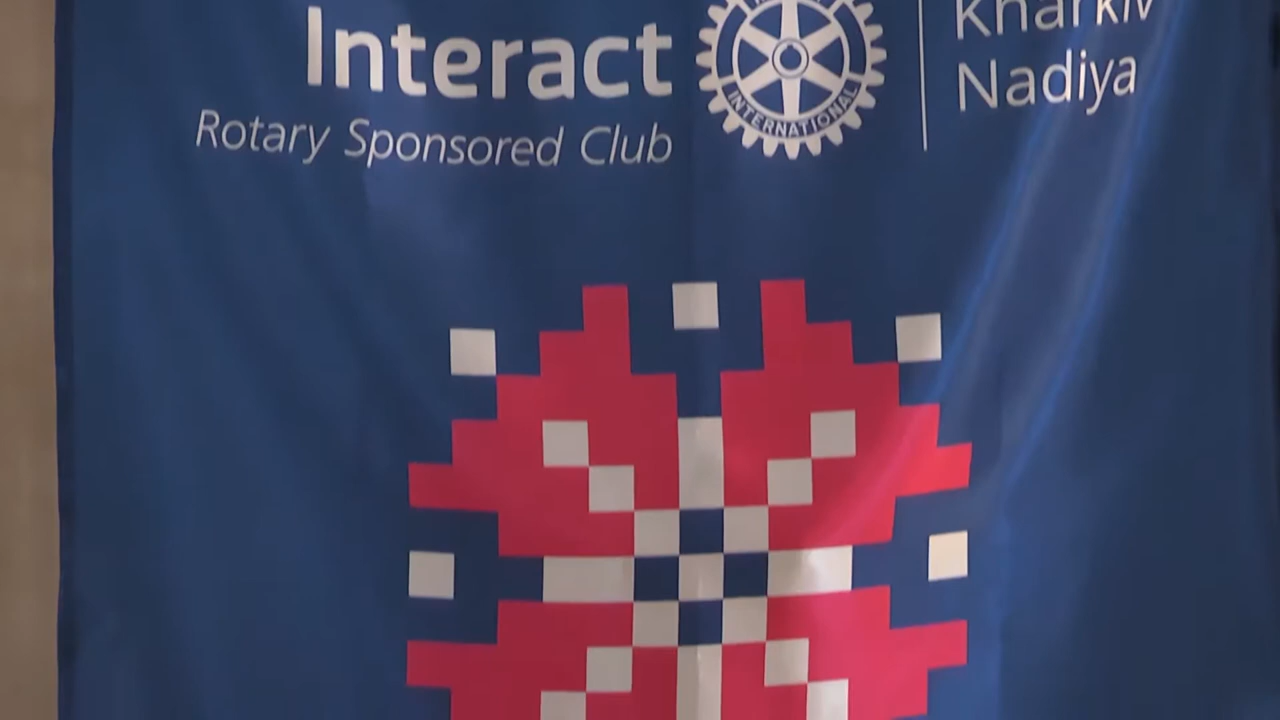 Interact
Rotary Sponsored Club
INTERNATIONAL
Kharkiv
Nadiya